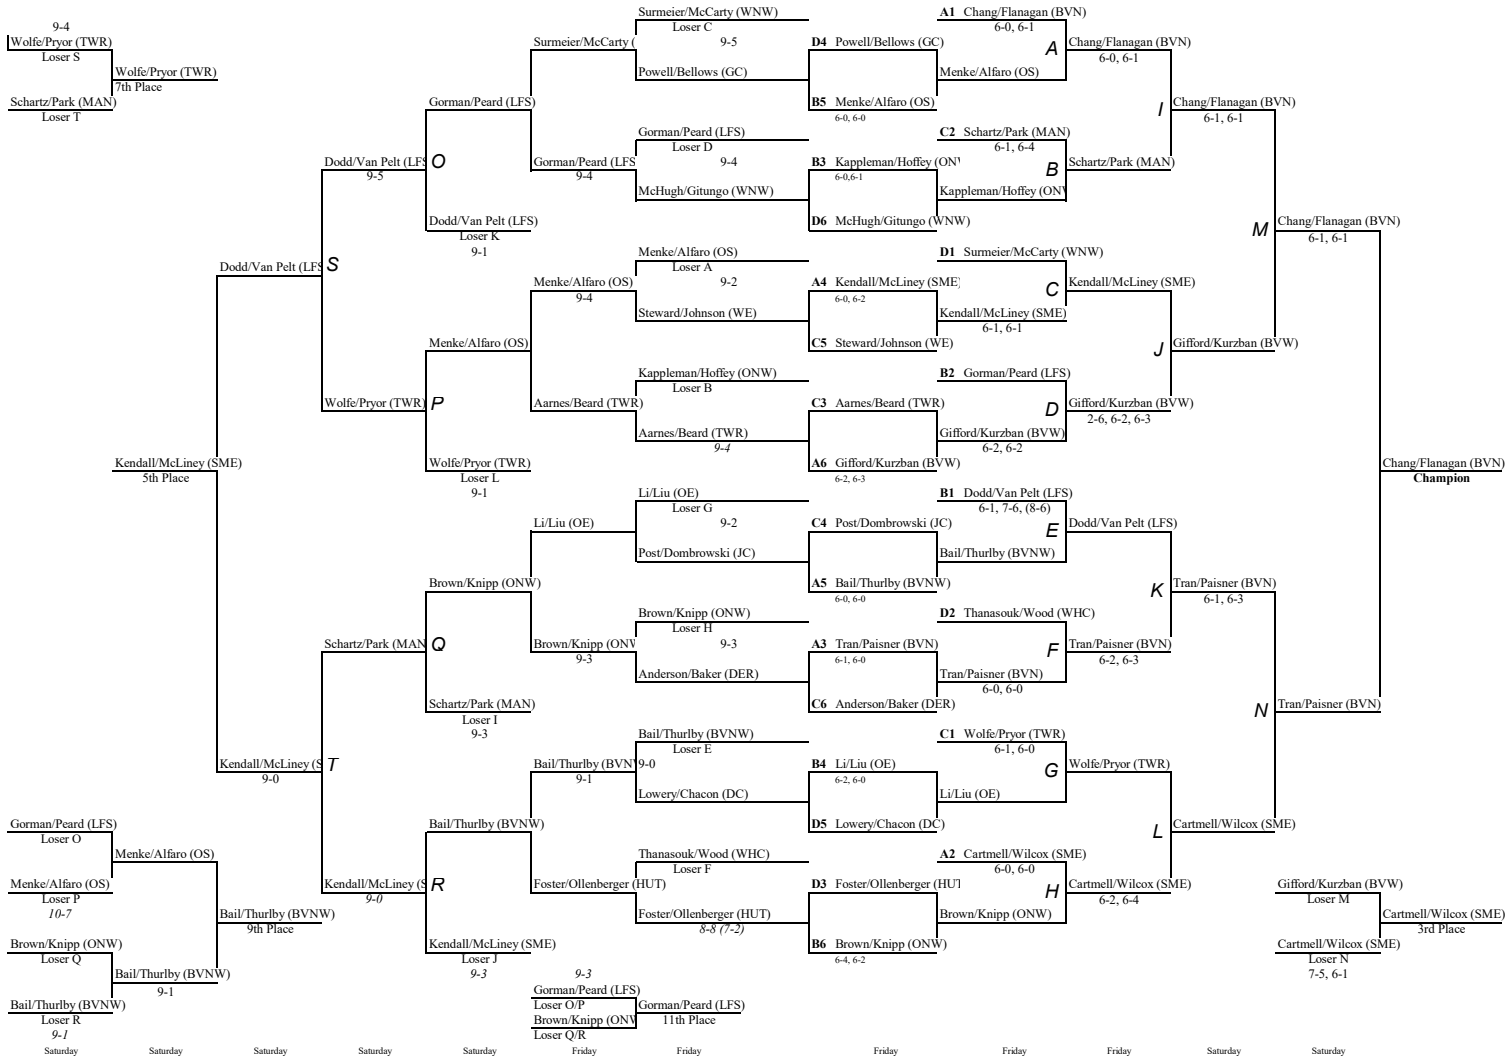 9-4
Wolfe/Pryor (TWR)
Loser S
Wolfe/Pryor (TWR)
7th Place
Schartz/Park (MAN)
Loser T
Kendall/McLiney (SME)
5th Place
Gorman/Peard (LFS)
Loser O
Menke/Alfaro (OS)
Menke/Alfaro (OS)
Loser P
10-7
Bail/Thurlby (BVNW)
9th Place
Brown/Knipp (ONW)
Loser Q
Bail/Thurlby (BVNW)
9-1
Bail/Thurlby (BVNW)
Loser R
9-1
Dodd/Van Pelt (LFS
S
Kendall/McLiney (S
T
9-0
Dodd/Van Pelt (LFS
O
9-5
Wolfe/Pryor (TWR)
P
Schartz/Park (MAN
Q
Kendall/McLiney (S
R
9-0
Gorman/Peard (LFS)
Dodd/Van Pelt (LFS)
Loser K
9-1
Menke/Alfaro (OS)
Wolfe/Pryor (TWR)
Loser L
9-1
Brown/Knipp (ONW)
Schartz/Park (MAN)
Loser I
9-3
Bail/Thurlby (BVNW)
Kendall/McLiney (SME)
Loser J
9-3
Surmeier/McCarty (
Gorman/Peard (LFS
9-4
Menke/Alfaro (OS)
9-4
Aarnes/Beard (TWR)
Li/Liu (OE)
Brown/Knipp (ONW
9-3
Bail/Thurlby (BVNW
9-1
Foster/Ollenberger (HUT)
9-3
Gorman/Peard (LFS)
Loser O/P
Gorman/Peard (LFS)
11th Place
Brown/Knipp (ONW
Loser Q/R
Surmeier/McCarty (WNW)
Loser C
9-5
Powell/Bellows (GC)
Gorman/Peard (LFS)
Loser D
9-4
McHugh/Gitungo (WNW)
Menke/Alfaro (OS)
Loser A
9-2
Steward/Johnson (WE)
Kappleman/Hoffey (ONW)
Loser B
Aarnes/Beard (TWR)
9-4
Li/Liu (OE)
Loser G
9-2
Post/Dombrowski (JC)
Brown/Knipp (ONW)
Loser H
9-3
Anderson/Baker (DER)
Bail/Thurlby (BVNW)
Loser E
9-0
Lowery/Chacon (DC)
Thanasouk/Wood (WHC)
Loser F
Foster/Ollenberger (HUT)
8-8 (7-2)
D4 Powell/Bellows (GC)
B5 Menke/Alfaro (OS)
6-0, 6-0
B3 Kappleman/Hoffey (ONW
6-0,6-1
D6 McHugh/Gitungo (WNW)
A4 Kendall/McLiney (SME)
6-0, 6-2
C5 Steward/Johnson (WE)
C3 Aarnes/Beard (TWR)
A6 Gifford/Kurzban (BVW)
6-2, 6-3
C4 Post/Dombrowski (JC)
A5 Bail/Thurlby (BVNW)
6-0, 6-0
A3 Tran/Paisner (BVN)
6-1, 6-0
C6 Anderson/Baker (DER)
B4 Li/Liu (OE)
6-2, 6-0
D5 Lowery/Chacon (DC)
D3 Foster/Ollenberger (HUT
B6 Brown/Knipp (ONW)
6-4, 6-2
A1 Chang/Flanagan (BVN)
6-0, 6-1
A
Menke/Alfaro (OS)
C2 Schartz/Park (MAN)
6-1, 6-4
B
Kappleman/Hoffey (ONW
D1 Surmeier/McCarty (WNW)
C
Kendall/McLiney (SME)
6-1, 6-1
B2 Gorman/Peard (LFS)
D
Gifford/Kurzban (BVW)
6-2, 6-2
B1 Dodd/Van Pelt (LFS)
6-1, 7-6, (8-6)
E
Bail/Thurlby (BVNW)
D2 Thanasouk/Wood (WHC)
F
Tran/Paisner (BVN)
6-0, 6-0
C1 Wolfe/Pryor (TWR)
6-1, 6-0
G
Li/Liu (OE)
A2 Cartmell/Wilcox (SME)
6-0, 6-0
H
Brown/Knipp (ONW)
Chang/Flanagan (BVN)
6-0, 6-1
I
Schartz/Park (MAN)
Kendall/McLiney (SME)
J
Gifford/Kurzban (BVW)
2-6, 6-2, 6-3
Dodd/Van Pelt (LFS)
K
Tran/Paisner (BVN)
6-2, 6-3
Wolfe/Pryor (TWR)
L
Cartmell/Wilcox (SME)
6-2, 6-4
Chang/Flanagan (BVN)
6-1, 6-1
M
Gifford/Kurzban (BVW)
Tran/Paisner (BVN)
6-1, 6-3
N
Cartmell/Wilcox (SME)
Chang/Flanagan (BVN)
6-1, 6-1
Tran/Paisner (BVN)
Chang/Flanagan (BVN)
Champion
Gifford/Kurzban (BVW)
Loser M
Cartmell/Wilcox (SME)
3rd Place
Cartmell/Wilcox (SME)
Loser N
7-5, 6-1
Saturday Saturday Saturday Saturday Saturday Friday Friday Friday Friday Friday Saturday Saturday